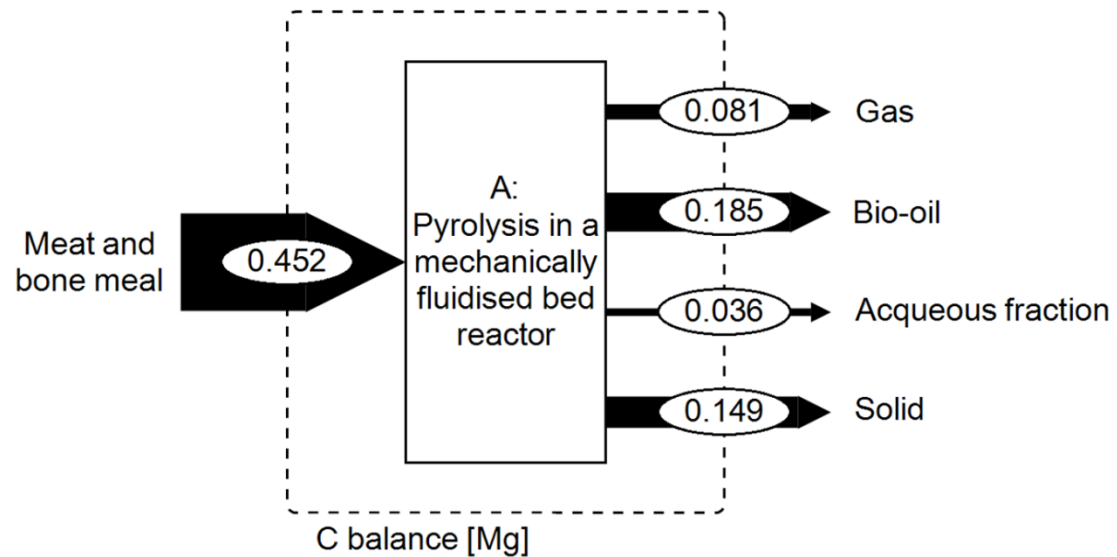 Meat and
bone meal
0.452
A:
Pyrolysis in a
mechanically
fluidised bed
reactor
0.081
Gas
0.185
Bio-oil
0.036
Acqueous fraction
0.149
Solid
C balance [Mg]